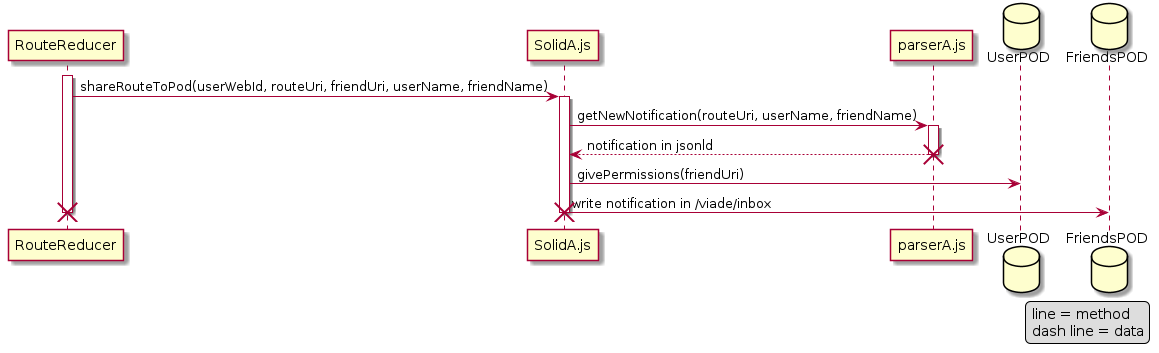 RouteReducer
SolidA.js
parserA.js
UserPOD
FriendsPOD
shareRouteToPod(userWebId, routeUri, friendUri, userName, friendName)
getNewNotification(routeUri, userName, friendName)
notification in jsonld
givePermissions(friendUri)
write notification in /viade/inbox
RouteReducer
SolidA.js
parserA.js
UserPOD
FriendsPOD
line = method
dash line = data